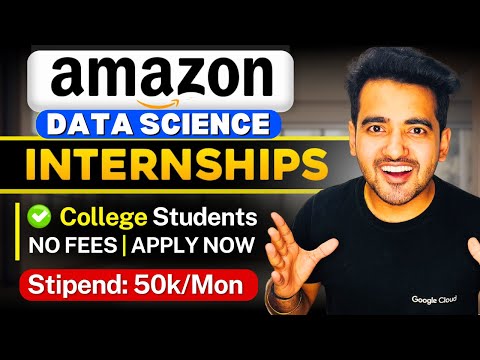 amazon
DATA SCIENCE
INTERNSHIPS
College Students
NO FEES | APPLY NOW
Stipend: 50k/Mon
Google Cloud